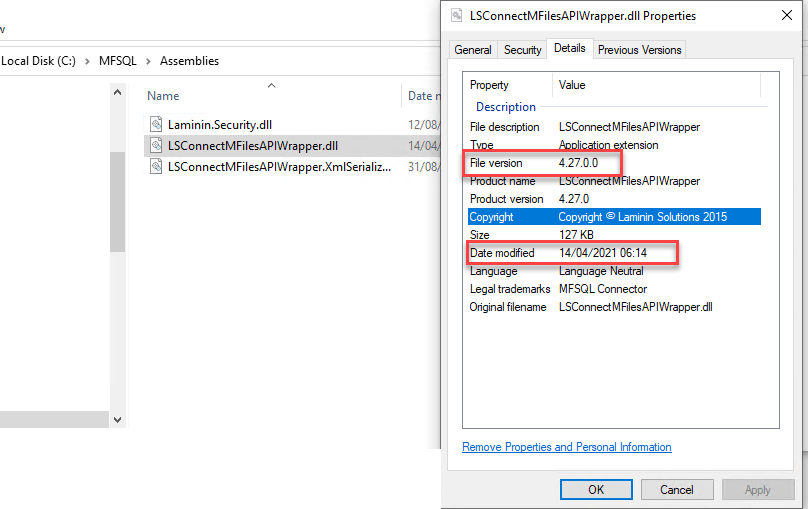 w
Local Disk (C:) > MFSQL > Assemblies
Name
Date n
Laminin.Security.dll 12/08/
LSConnectMFilesAPIWrapper.dll 14/04/
LSConnectMFilesAPIWrapper.XmlSerializ... 31/08/
LSConnectMFilesAPIWrapper.dll Properties
General Security Details Previous Versions
Property Value
Description
File description LSConnectMFilesAPIWrapper
Type Application extension
File version 4.27.0.0
Product name LSConnectMFilesAPIWrapper
Product version 4.27.0
Copyright Copyright © Laminin Solutions 2015
Size 127 KB
Date modified 14/04/2021 06:14
Language Language Neutral
Legal trademarks MFSQL Connector
Original filename LSConnectMFilesAPIWrapper.dll
Remove Properties and Personal Information
OK Cancel Apply